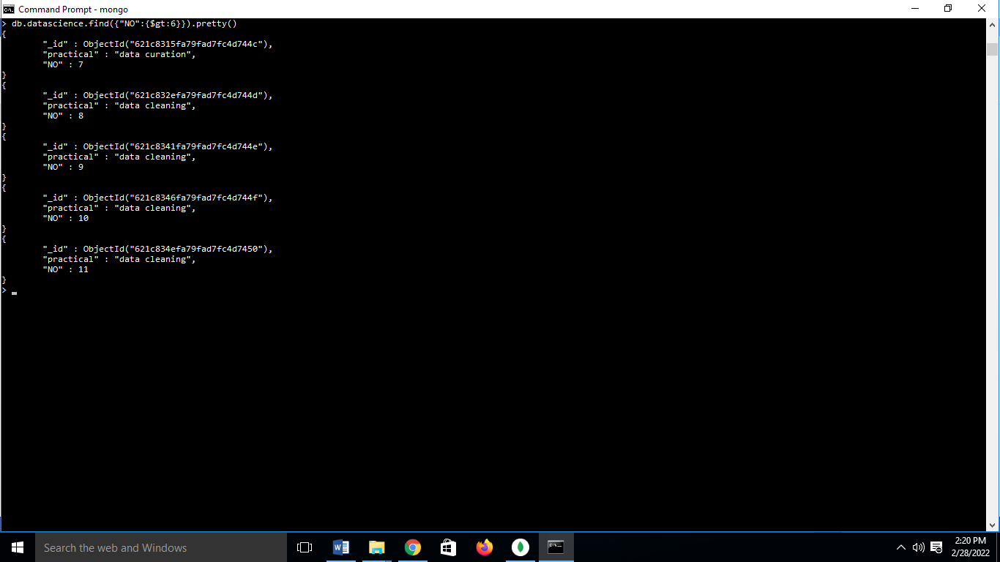 Command Prompt - mongo
> db.datascience.find({"NO":{$gt:6}}).pretty()
{
"_id" : ObjectId("621c8315fa79fad7fc4d744c"),
"practical" : "data curation",
"NO" : 7
}
{
"_id" : ObjectId("621c832efa79fad7fc4d744d"),
"practical" : "data cleaning",
"NO" : 8
}
{
"_id" : ObjectId("621c8341fa79fad7fc4d744e"),
"practical" : "data cleaning",
"NO" : 9
}
{
"_id" : ObjectId("621c8346fa79fad7fc4d744f"),
"practical" : "data cleaning",
"NO" : 10
}
{
"_id" : ObjectId("621c834efa79fad7fc4d7450"),
"practical" : "data cleaning",
"NO" : 11
}
>
Search the web and Windows
2:20 PM
2/28/2022